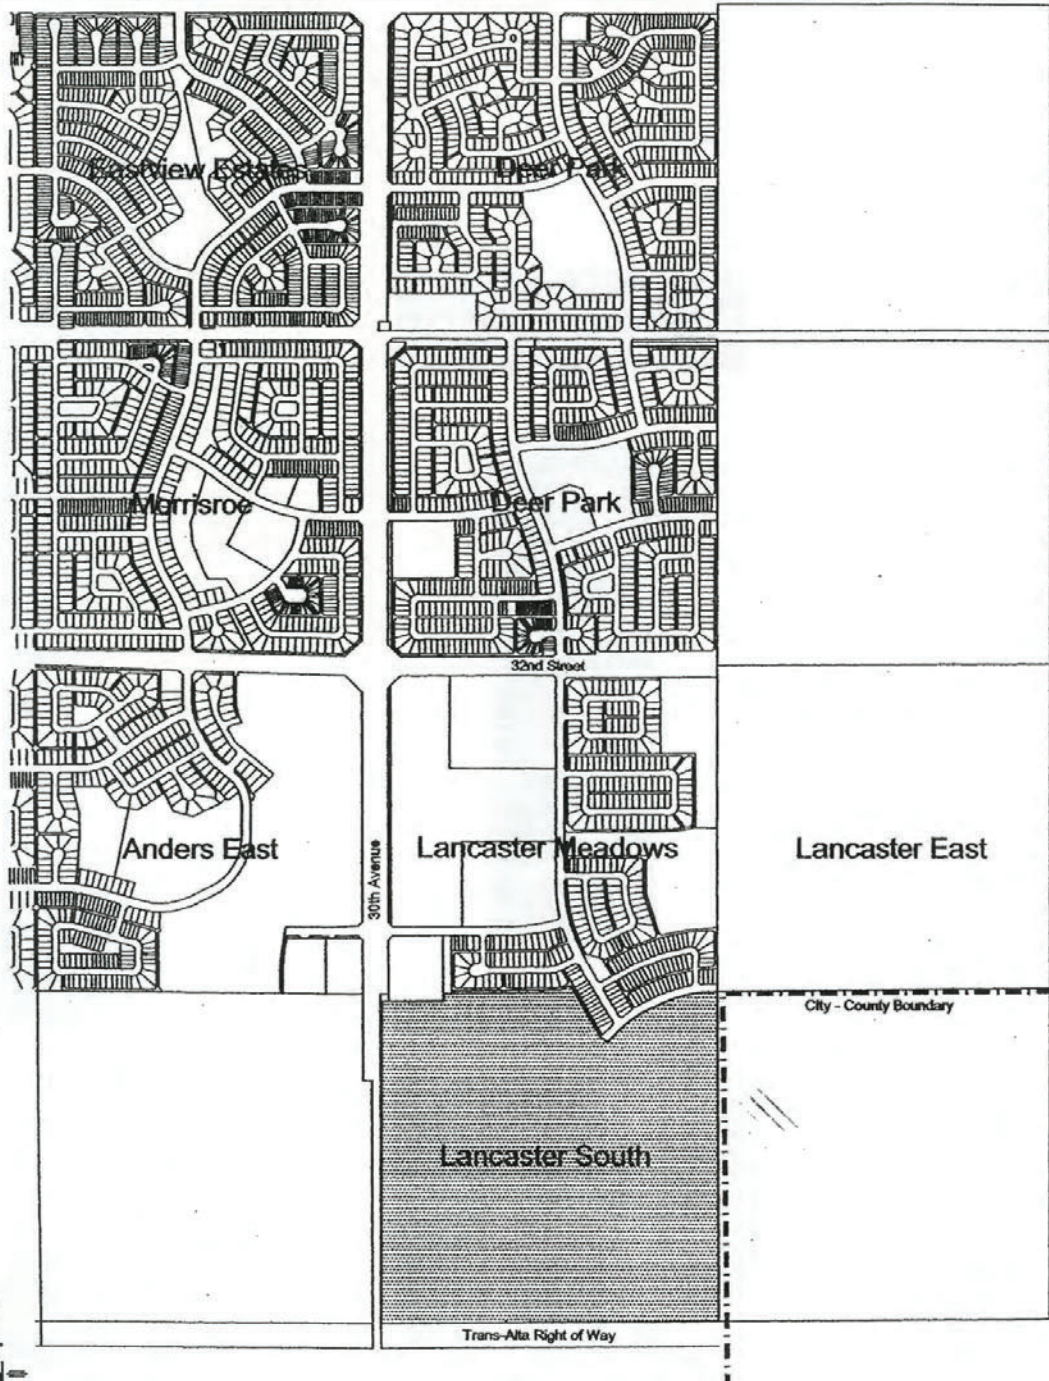 Eastview Estates
Deer Park
Morrisroe
Deer Park
32nd Street
30th Avenue
Anders East
Lancaster Meadows
Lancaster East
City - County Boundary
Lancaster South
Trans-Alta Right of Way